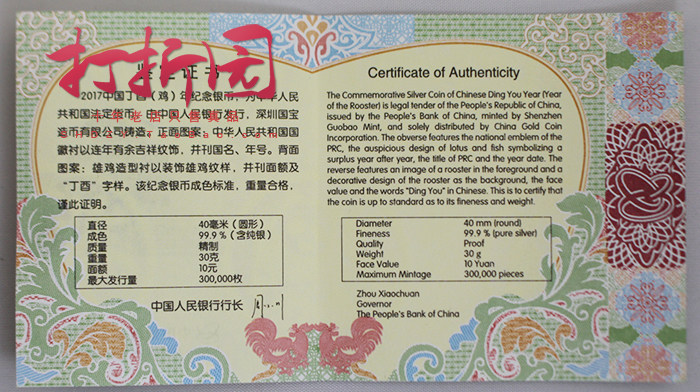 打折园
鉴定证书
2017中国丁酉（鸡）年纪念银币，为中华人民
共和国法定货币，由中国人民银行发行，深圳国宝
造币有限公司铸造。正面图案：中华人民共和国国
徽衬以连年有余吉祥纹饰，并刊国名、年号。背面
图案：雄鸡造型衬以装饰雄鸡纹样，并刊面额及
“丁酉”字样。该纪念银币成色标准，重量合格，
谨此证明。
直径 40毫米（圆形）
成色 99.9％（含纯银）
质量 精制
重量 30克
面额 10元
最大发行量 300,000枚
中国人民银行行长
Certificate of Authenticity
The Commemorative Silver Coin of Chinese Ding You Year (Year
of the Rooster) is legal tender of the People's Republic of China,
issued by the People's Bank of China, minted by Shenzhen
Guobao Mint, and solely distributed by China Gold Coin
Incorporation. The obverse features the national emblem of the
PRC, the auspicious design of lotus and fish symbolizing a
surplus year after year, the title of PRC and the year date. The
reverse features an image of a rooster in the foreground and a
decorative design of the rooster as the background, the face
value and the words "Ding You" in Chinese. This is to certify that
the coin is up to standard as to its fineness and weight.
Diameter 40 mm (round)
Fineness 99.9 % (pure silver)
Quality Proof
Weight 30 g
Face Value 10 Yuan
Maximum Mintage 300,000 pieces
Zhou Xiaochuan
Governor
The People's Bank of China